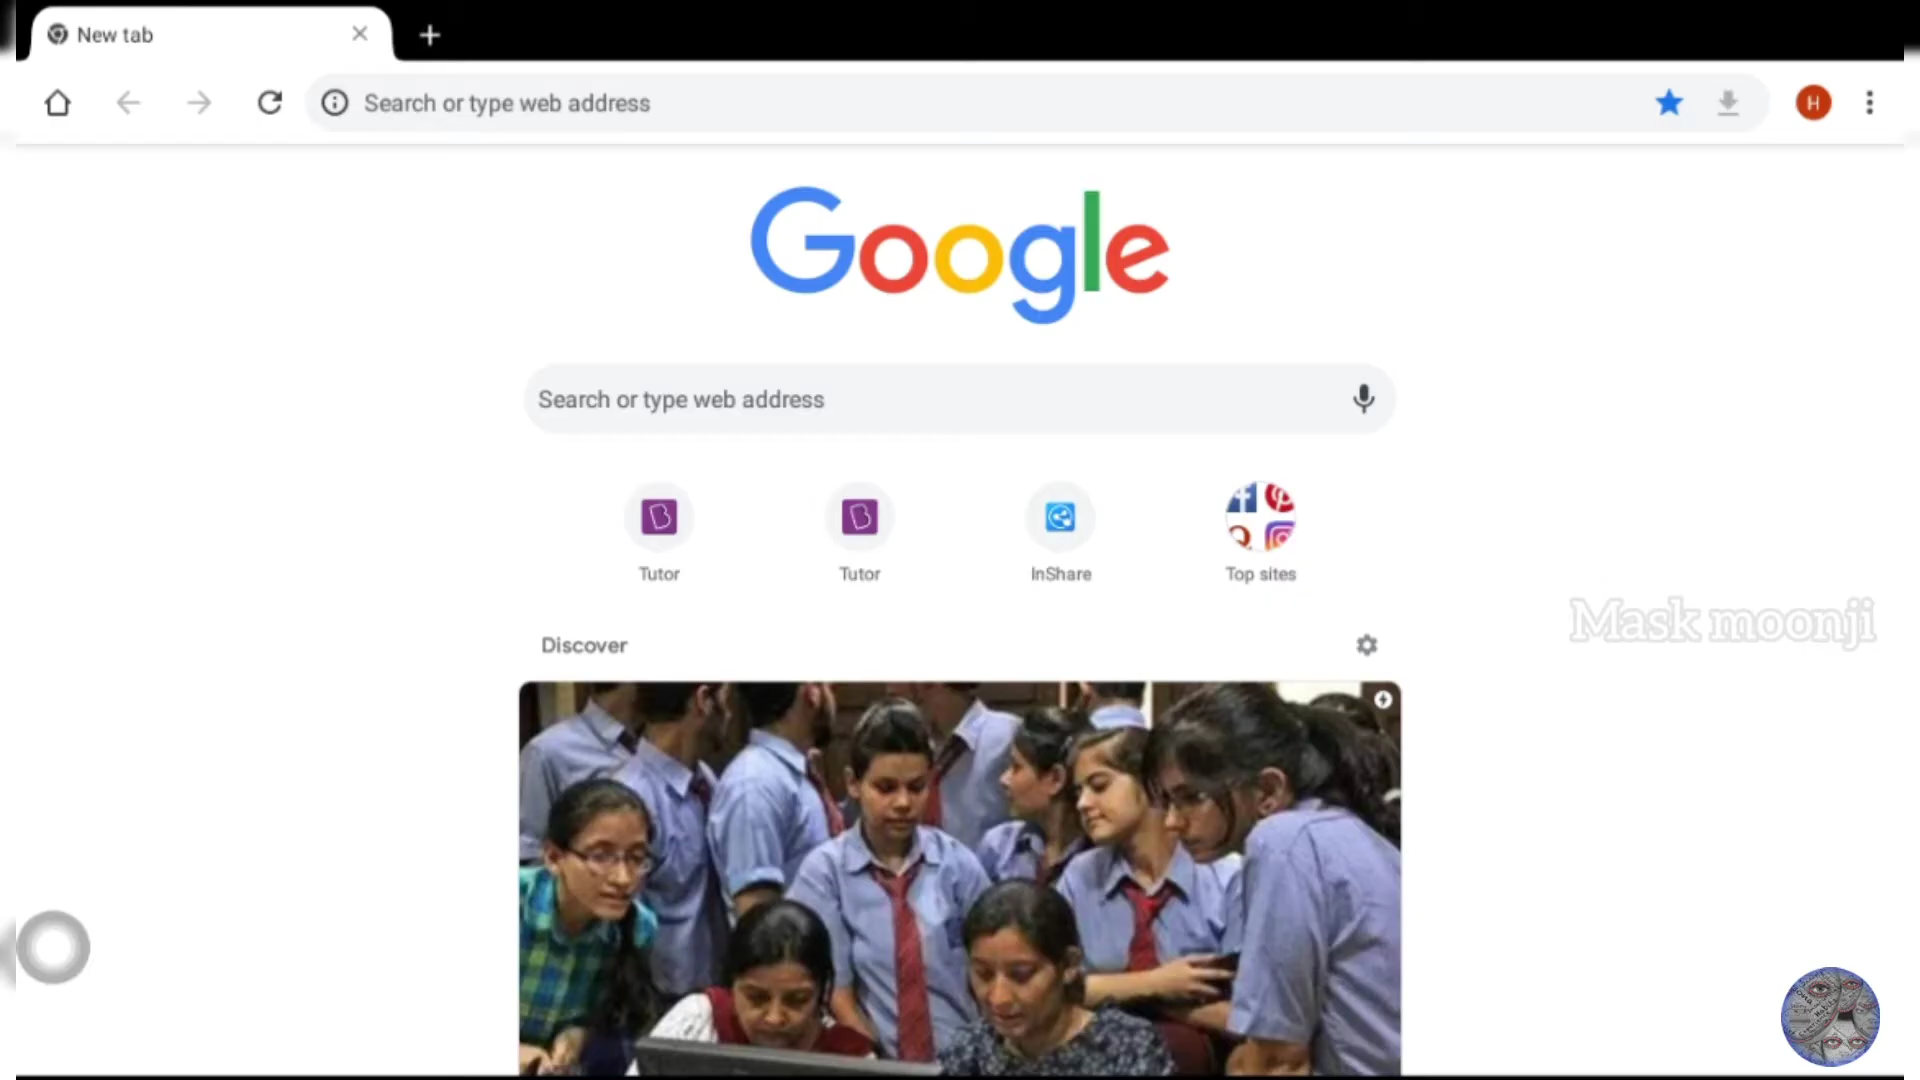 New tab
Search or type web address
H
Google
Search or type web address
Tutor
Tutor
InShare
Top sites
Discover
Mask moonji